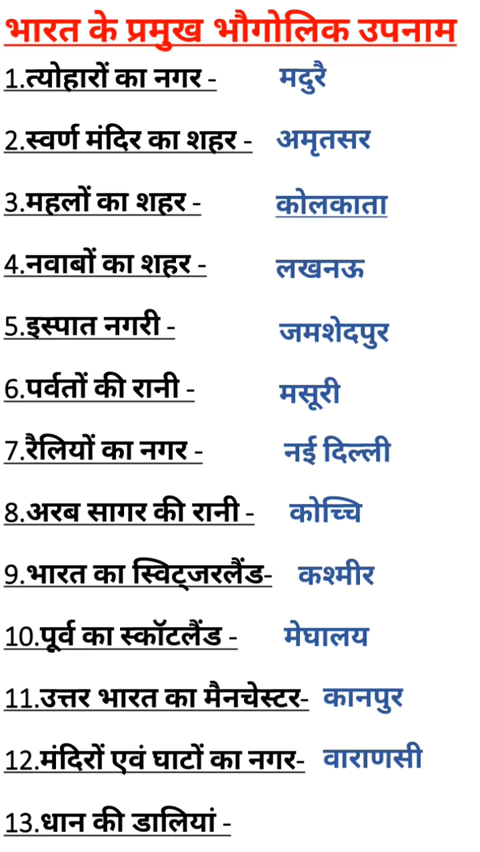 भारत के प्रमुख भौगोलिक उपनाम
1.त्योहारों का नगर - मदुरै
2.स्वर्ण मंदिर का शहर - अमृतसर
3.महलों का शहर - कोलकाता
4.नवाबों का शहर - लखनऊ
5.इस्पात नगरी - जमशेदपुर
6.पर्वतों की रानी - मसूरी
7.रैलियों का नगर - नई दिल्ली
8.अरब सागर की रानी - कोच्चि
9.भारत का स्विट्जरलैंड- कश्मीर
10.पूर्व का स्कॉटलैंड - मेघालय
11.उत्तर भारत का मैनचेस्टर- कानपुर
12.मंदिरों एवं घाटों का नगर- वाराणसी
13.धान की डालियां -